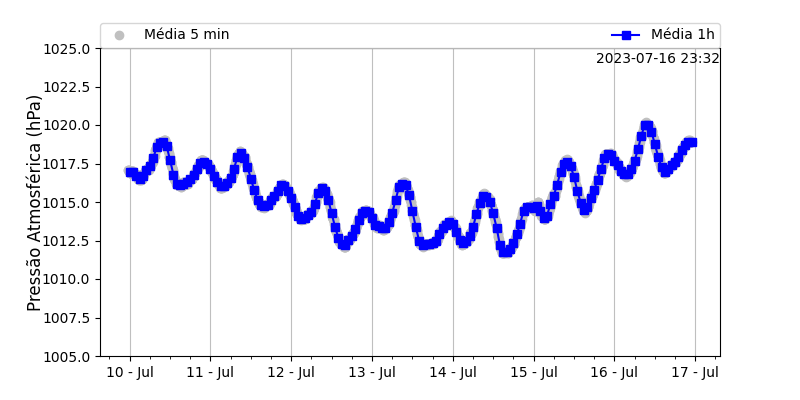 Média 5 min
Média 1h
2023-07-16 23:32
Pressão Atmosférica (hPa)
1025.0
1022.5
1020.0
1017.5
1015.0
1012.5
1010.0
1007.5
1005.0
10 - Jul
11 - Jul
12 - Jul
13 - Jul
14 - Jul
15 - Jul
16 - Jul
17 - Jul